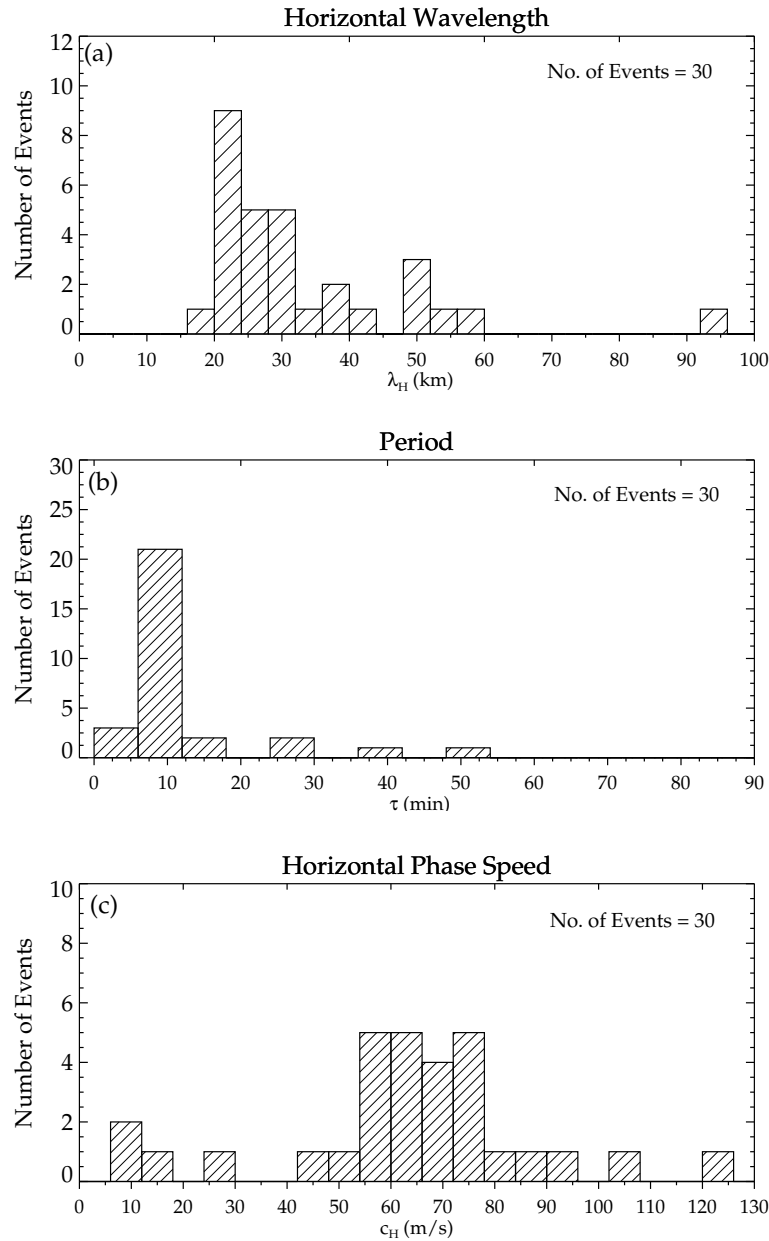 Horizontal Wavelength
(a)
No. of Events = 30
Number of Events
12
10
8
6
4
2
0
0 10 20 30 40 50 60 70 80 90 100
λH (km)
Period
(b)
No. of Events = 30
Number of Events
30
25
20
15
10
5
0
0 10 20 30 40 50 60 70 80 90
τ (min)
Horizontal Phase Speed
(c)
No. of Events = 30
Number of Events
10
8
6
4
2
0
0 10 20 30 40 50 60 70 80 90 100 110 120 130
cH (m/s)